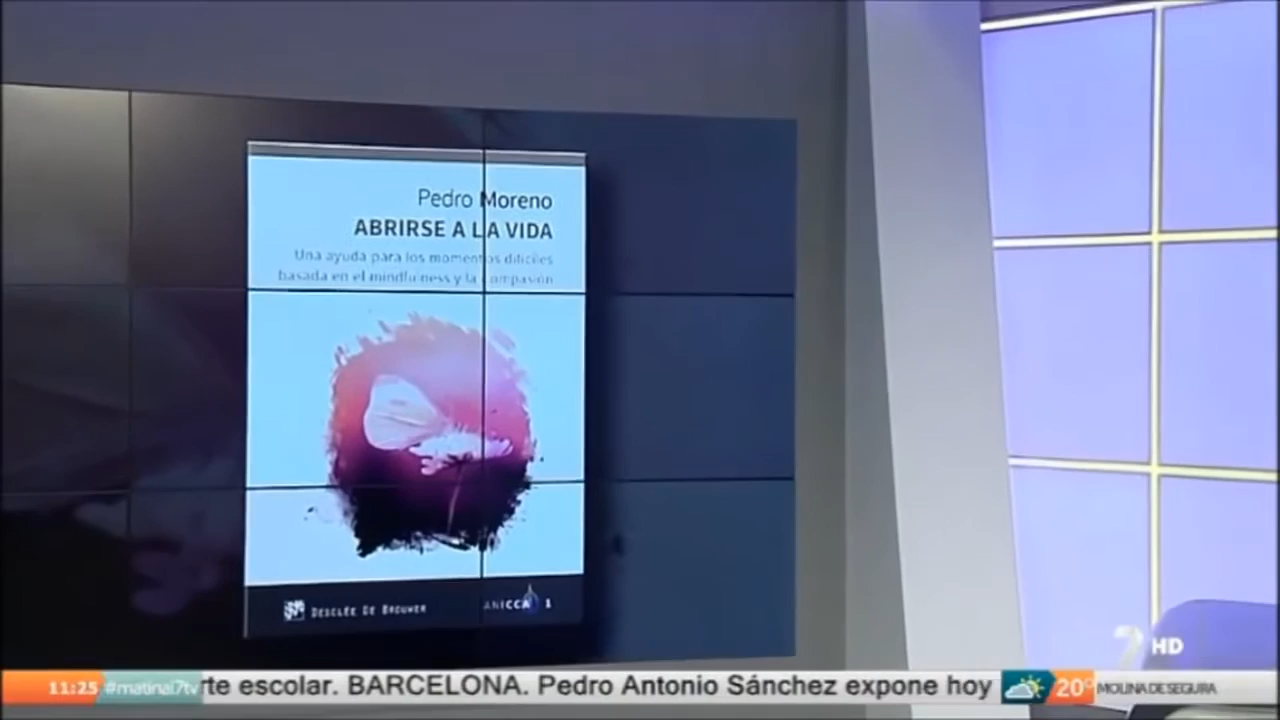 Pedro Moreno
ABRIRSE A LA VIDA
Una ayuda para los momentos difíciles
basada en el mindfulness y la compasión
DESCLÉE DE BROUWER
ANICCA 1
7 HD
11:25 #matinal7tv rte escolar. BARCELONA. Pedro Antonio Sánchez expone hoy 20º MOLINA DE SEGURA